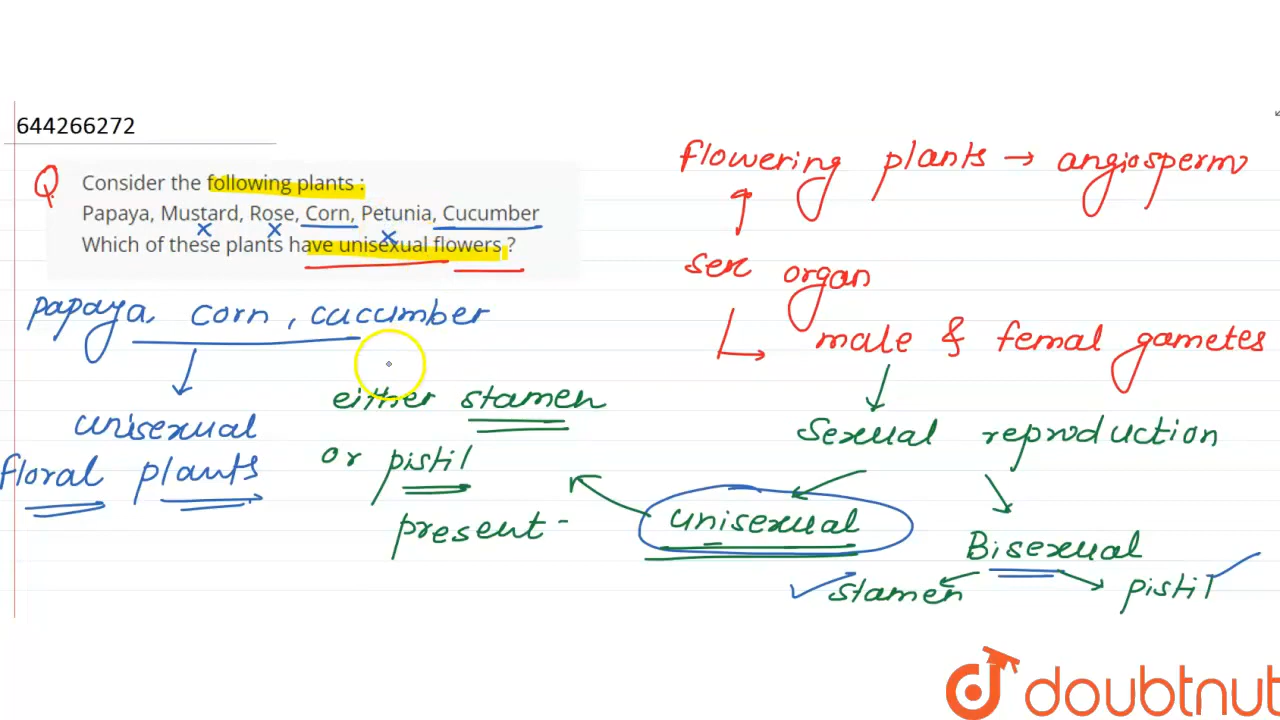 644266272
Q Consider the following plants :
Papaya, Mustard, Rose, Corn, Petunia, Cucumber
Which of these plants have unisexual flowers ?
papaya, corn, cucumber
unisexual
floral plants
either stamen
or pistil
present -
flowering plants → angiosperm
sex organ
male & femal gametes
Sexual reproduction
unisexual
Bisexual
stamen
pistil
doubtnut